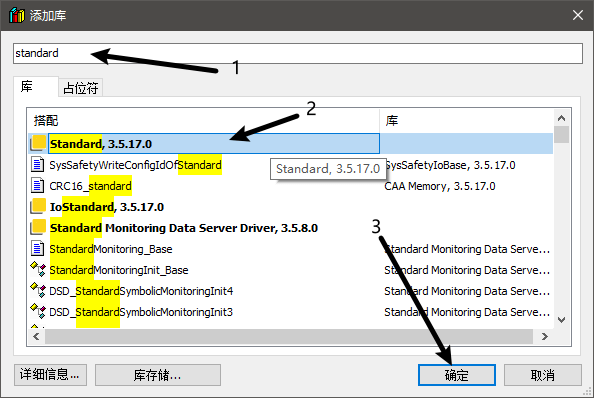 添加库
standard
1
库
占位符
2
搭配 库
Standard, 3.5.17.0
SysSafetyWriteConfigIdOfStandard SysSafetyIoBase, 3.5.17.0
Standard, 3.5.17.0
CRC16_standard CAA Memory, 3.5.17.0
IoStandard, 3.5.17.0
3
Standard Monitoring Data Server Driver, 3.5.8.0
StandardMonitoring_Base Standard Monitoring Data Serve...
StandardMonitoringInit_Base Standard Monitoring Data Serve...
DSD_StandardSymbolicMonitoringInit4 Standard Monitoring Data Serve...
DSD_StandardSymbolicMonitoringInit3 Standard Monitoring Data Serve...
详细信息...
库存储...
确定
取消